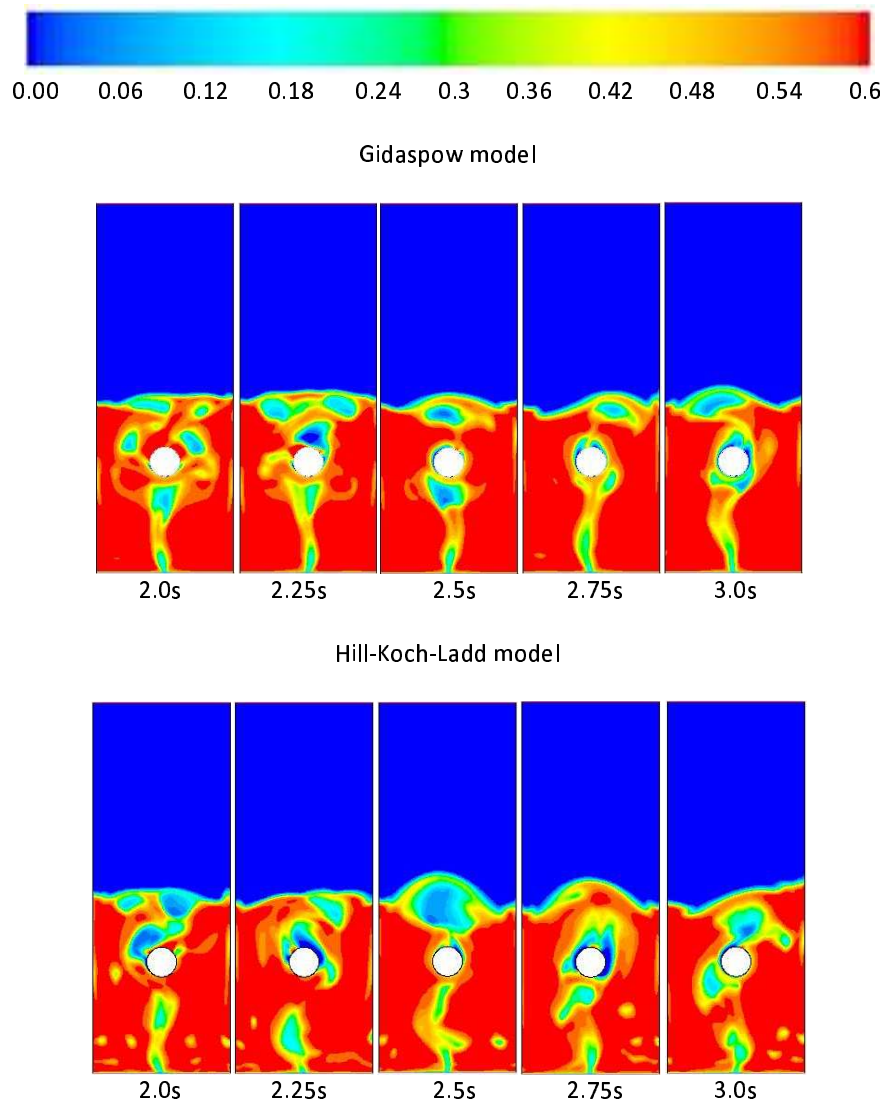 0.00 0.06 0.12 0.18 0.24 0.3 0.36 0.42 0.48 0.54 0.6
Gidaspow model
2.0s 2.25s 2.5s 2.75s 3.0s
Hill-Koch-Ladd model
2.0s 2.25s 2.5s 2.75s 3.0s